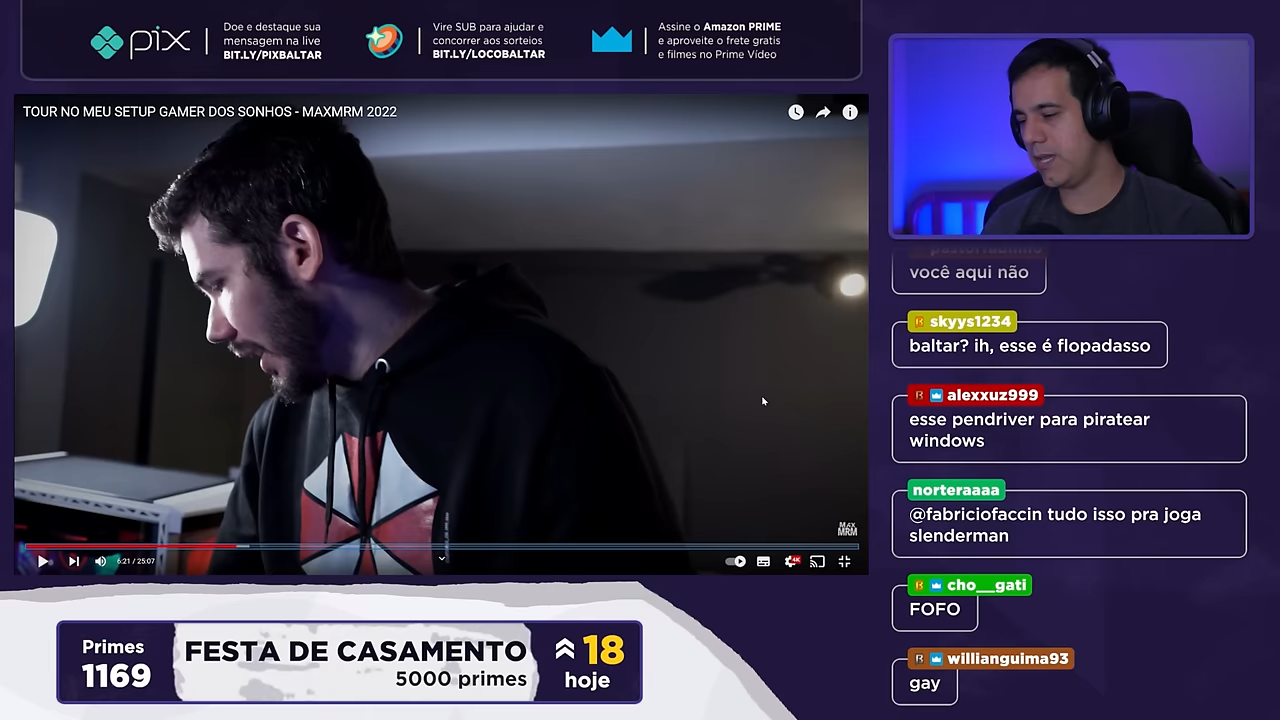 pix
Doe e destaque sua
mensagem na live
BIT.LY/PIXBALTAR
Vire SUB para ajudar e
concorrer aos sorteios
BIT.LY/LOCOBALTAR
Assine o Amazon PRIME
e aproveite o frete gratis
e filmes no Prime Vídeo
TOUR NO MEU SETUP GAMER DOS SONHOS - MAXMRM 2022
MAX
MRM
6:21 / 25:07
4K
você aqui não
skyys1234
baltar? ih, esse é flopadasso
alexxuz999
esse pendriver para piratear
windows
norteraaaa
@fabriciofaccin tudo isso pra joga
slenderman
cho__gati
FOFO
willianguima93
gay
Primes
1169
FESTA DE CASAMENTO
5000 primes
18
hoje